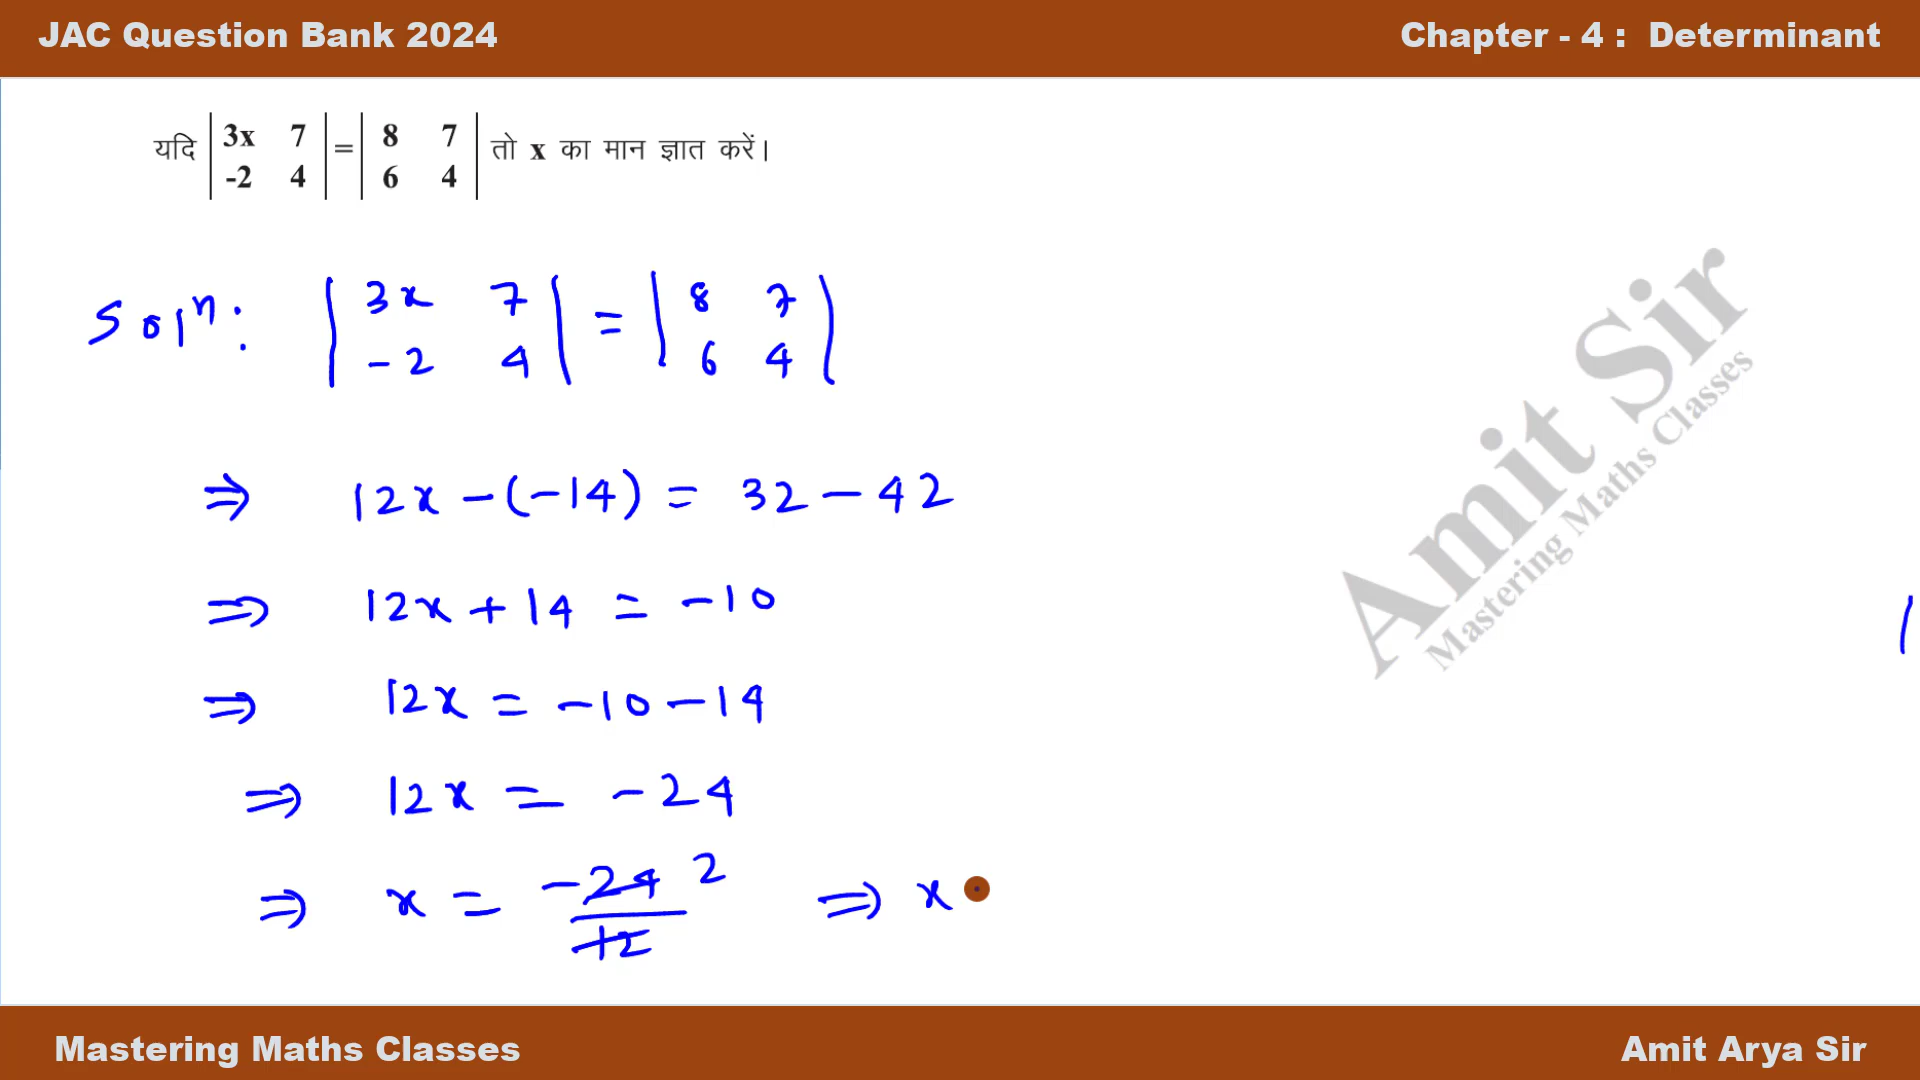 JAC Question Bank 2024
Chapter - 4 : Determinant
यदि | 3x 7 | = | 8 7 | तो x का मान ज्ञात करें।
| -2 4 | | 6 4 |
Solⁿ: | 3x 7 | = | 8 7 |
| -2 4 | | 6 4 |
⇒ 12x - (-14) = 32 - 42
⇒ 12x + 14 = -10
⇒ 12x = -10 - 14
⇒ 12x = -24
⇒ x = -24 2 ⇒ x
12
Amit Sir
Mastering Maths Classes
Mastering Maths Classes
Amit Arya Sir